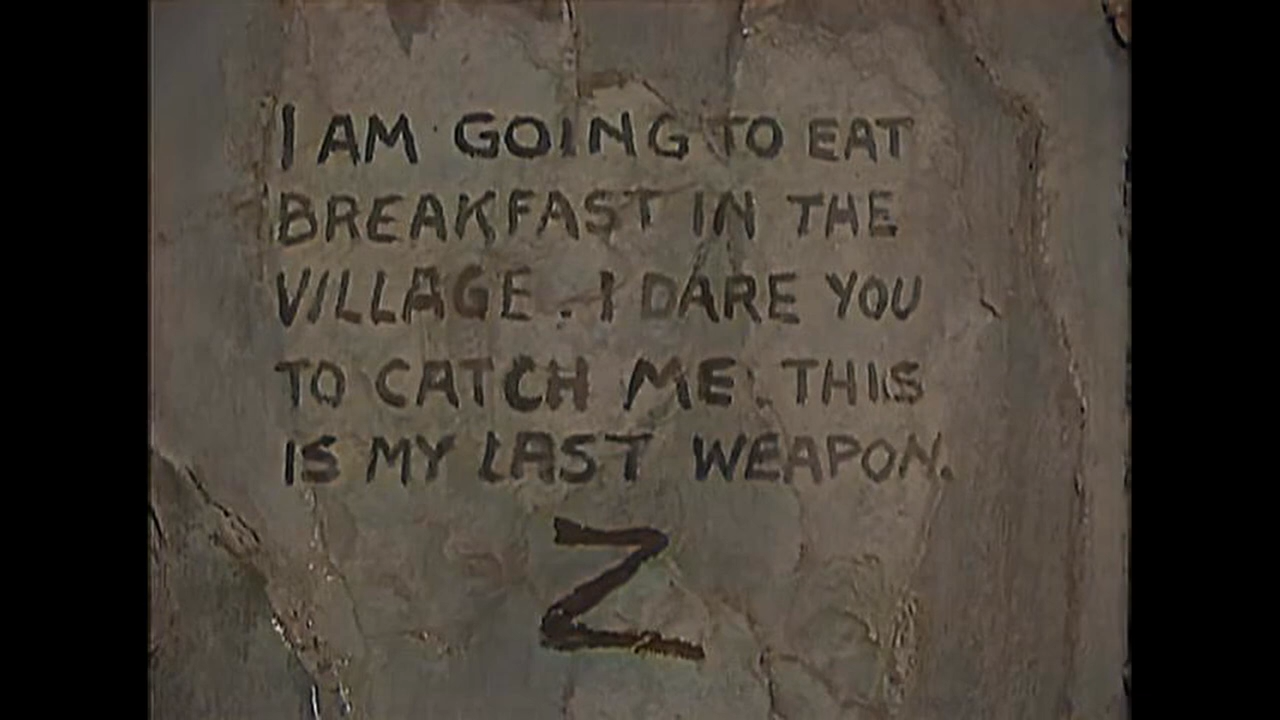 I AM GOING TO EAT
BREAKFAST IN THE
VILLAGE. I DARE YOU
TO CATCH ME. THIS
IS MY LAST WEAPON.
Z